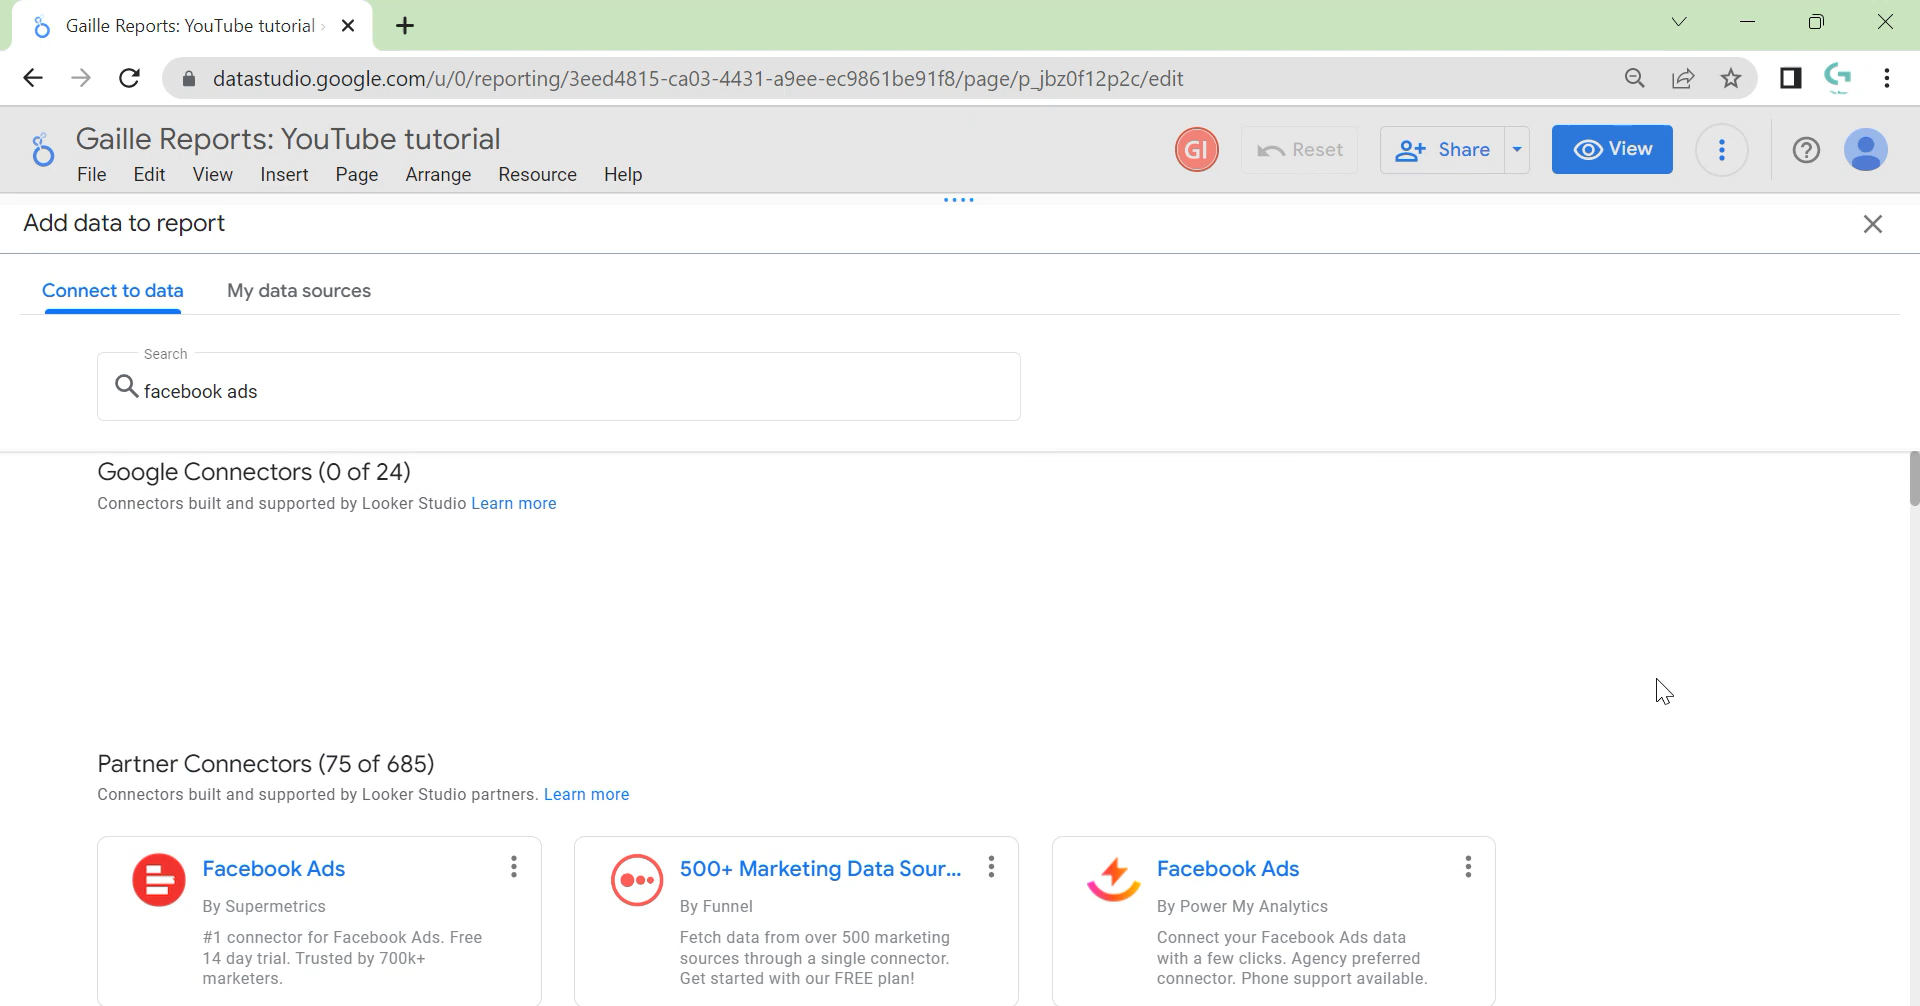 Gaille Reports: YouTube tutorial
datastudio.google.com/u/0/reporting/3eed4815-ca03-4431-a9ee-ec9861be91f8/page/p_jbz0f12p2c/edit
Gaille Reports: YouTube tutorial
GI Reset Share View
File Edit View Insert Page Arrange Resource Help
Add data to report
Connect to data My data sources
Search
facebook ads
Google Connectors (0 of 24)
Connectors built and supported by Looker Studio Learn more
Partner Connectors (75 of 685)
Connectors built and supported by Looker Studio partners. Learn more
Facebook Ads
By Supermetrics
#1 connector for Facebook Ads. Free
14 day trial. Trusted by 700k+
marketers.
500+ Marketing Data Sour...
By Funnel
Fetch data from over 500 marketing
sources through a single connector.
Get started with our FREE plan!
Facebook Ads
By Power My Analytics
Connect your Facebook Ads data
with a few clicks. Agency preferred
connector. Phone support available.